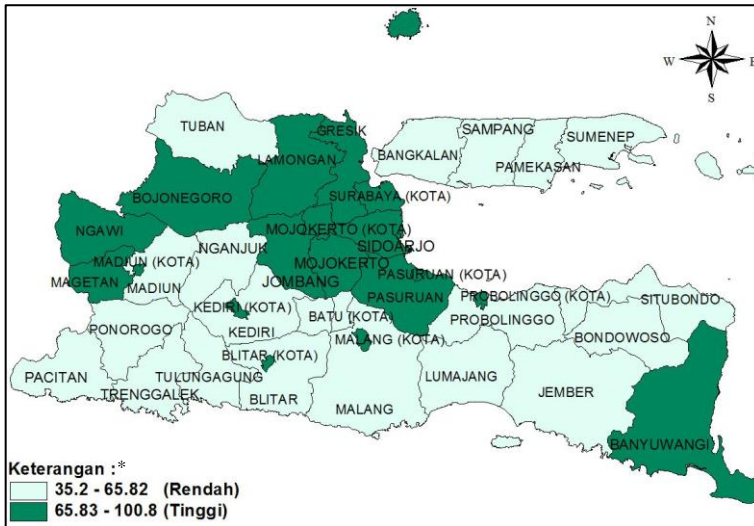 N
W E
S
TUBAN
GRESIK
LAMONGAN
BANGKALAN
SAMPANG
SUMENEP
PAMEKASAN
BOJONEGORO
SURABAYA (KOTA)
NGAWI
MOJOKERTO (KOTA)
SIDOARJO
NGANJUK
MADIUN (KOTA)
MOJOKERTO
MAGETAN
MADIUN
JOMBANG
PASURUAN (KOTA)
PASURUAN
PROBOLINGGO (KOTA)
SITUBONDO
KEDIRI (KOTA)
BATU (KOTA)
PROBOLINGGO
PONOROGO
KEDIRI
MALANG (KOTA)
BONDOWOSO
BLITAR (KOTA)
PACITAN
TULUNGAGUNG
TRENGGALEK
BLITAR
MALANG
LUMAJANG
JEMBER
BANYUWANGI
Keterangan :*
35.2 - 65.82 (Rendah)
65.83 - 100.8 (Tinggi)